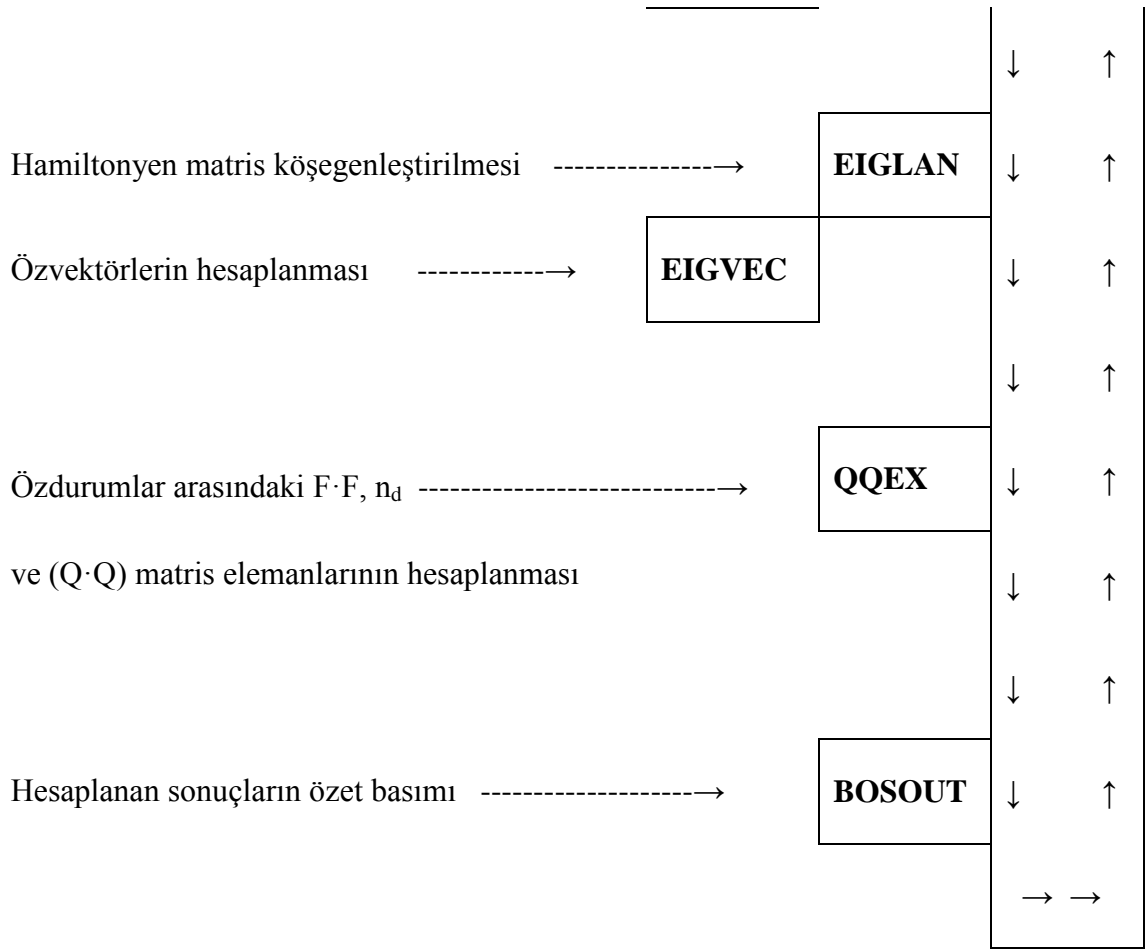 ↓ ↑
Hamiltonyen matris köşegenleştirilmesi ---------------→ EIGLAN ↓ ↑
Özvektörlerin hesaplanması ------------→ EIGVEC ↓ ↑
↓ ↑
Özdurumlar arasındaki F·F, n_d ----------------------------→ QQEX ↓ ↑
ve (Q·Q) matris elemanlarının hesaplanması ↓ ↑
↓ ↑
Hesaplanan sonuçların özet basımı ---------------------→ BOSOUT ↓ ↑
→ →